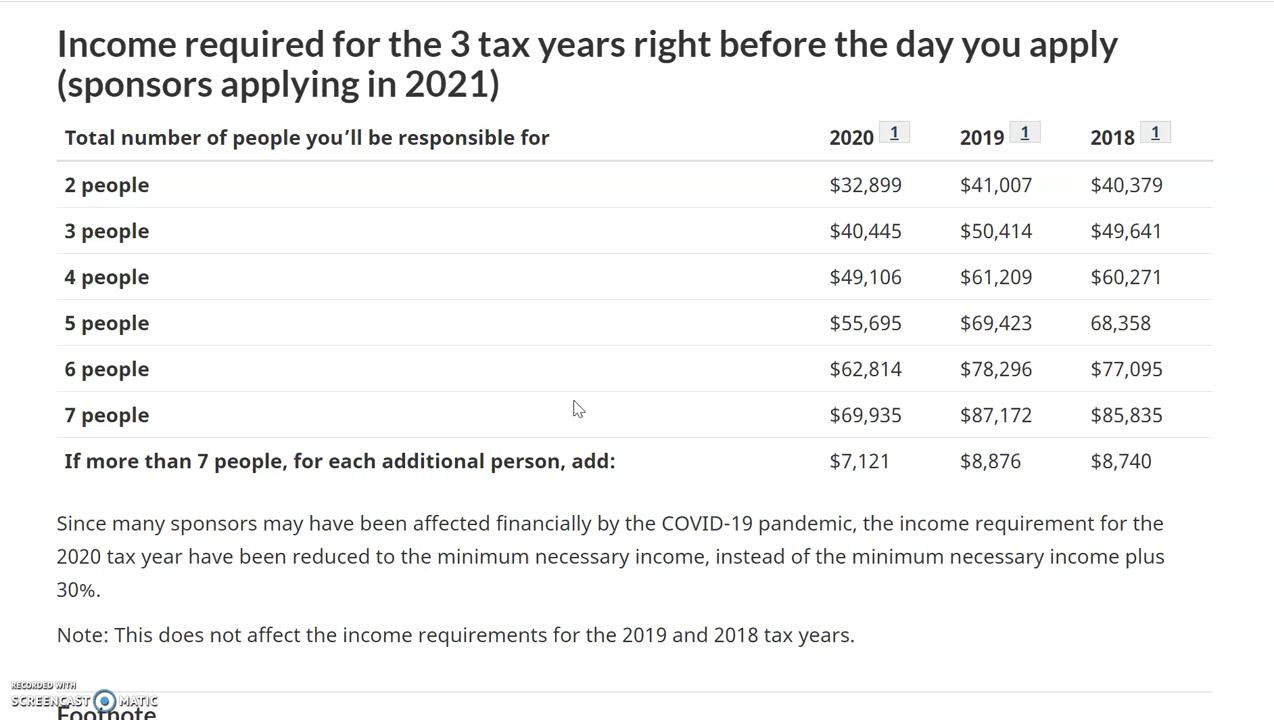 Income required for the 3 tax years right before the day you apply
(sponsors applying in 2021)
Total number of people you’ll be responsible for 2020 1 2019 1 2018 1
2 people $32,899 $41,007 $40,379
3 people $40,445 $50,414 $49,641
4 people $49,106 $61,209 $60,271
5 people $55,695 $69,423 68,358
6 people $62,814 $78,296 $77,095
7 people $69,935 $87,172 $85,835
If more than 7 people, for each additional person, add: $7,121 $8,876 $8,740
Since many sponsors may have been affected financially by the COVID-19 pandemic, the income requirement for the
2020 tax year have been reduced to the minimum necessary income, instead of the minimum necessary income plus
30%.
Note: This does not affect the income requirements for the 2019 and 2018 tax years.
RECORDED WITH
SCREENCAST MATIC
Footnote